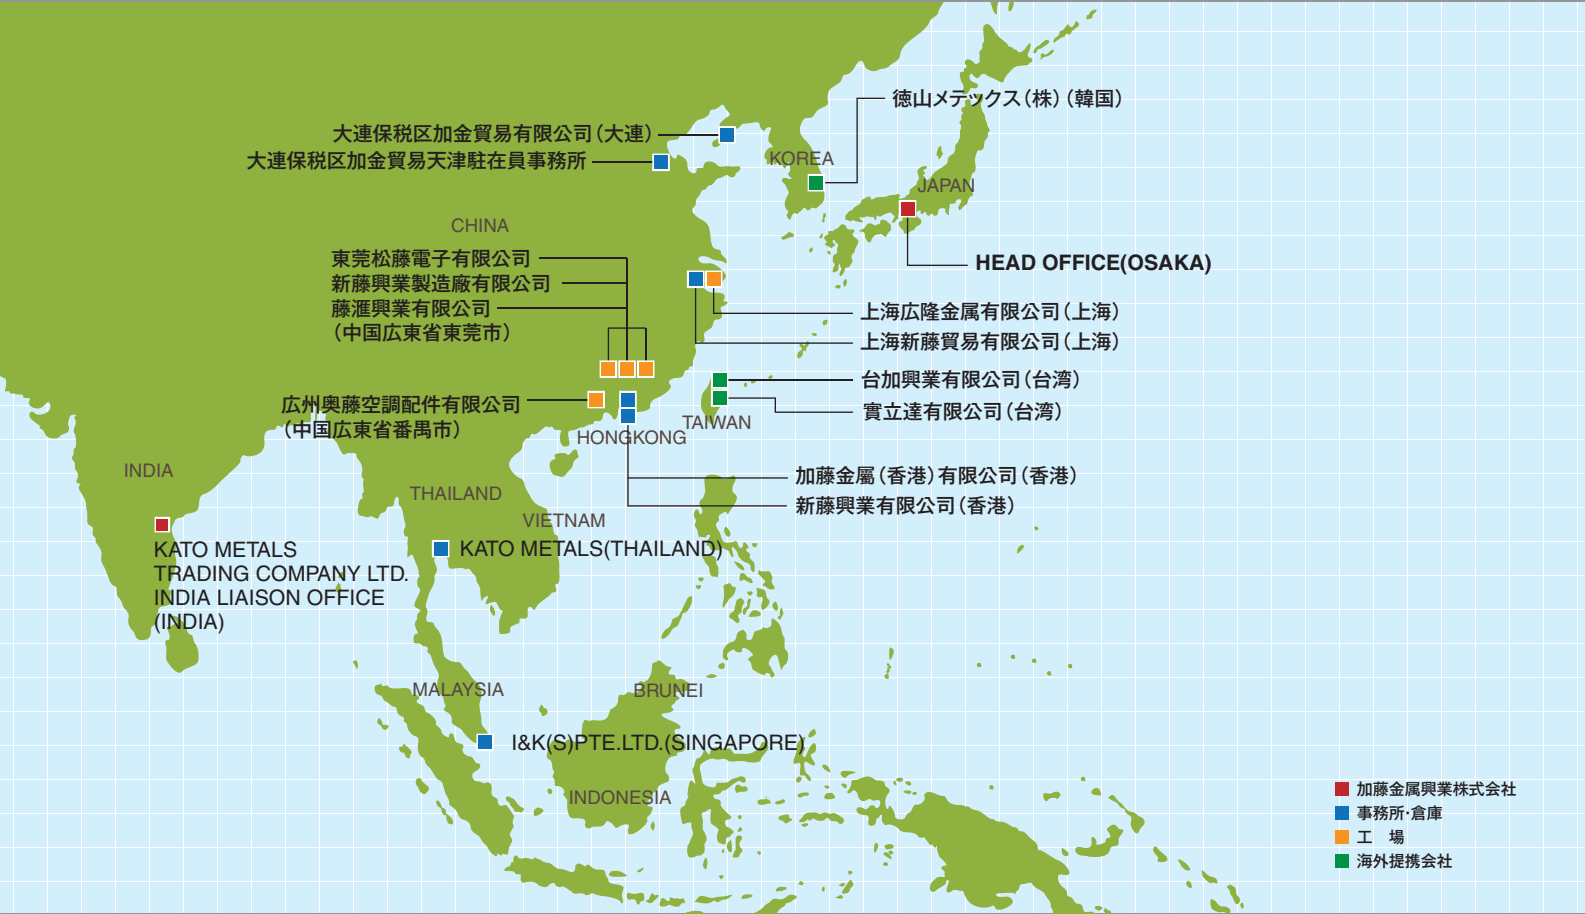 徳山メテックス（株）（韓国）
大連保税区加金貿易有限公司（大連）
大連保税区加金貿易天津駐在員事務所
KOREA
JAPAN
CHINA
東莞松藤電子有限公司
新藤興業製造廠有限公司
藤滙興業有限公司
（中国広東省東莞市）
HEAD OFFICE(OSAKA)
上海広隆金属有限公司（上海）
上海新藤貿易有限公司（上海）
台加興業有限公司（台湾）
實立達有限公司（台湾）
広州奥藤空調配件有限公司
（中国広東省番禺市）
TAIWAN
HONGKONG
INDIA
加藤金屬（香港）有限公司（香港）
新藤興業有限公司（香港）
THAILAND
VIETNAM
KATO METALS
TRADING COMPANY LTD.
INDIA LIAISON OFFICE
(INDIA)
KATO METALS(THAILAND)
MALAYSIA
BRUNEI
I&K(S)PTE.LTD.(SINGAPORE)
INDONESIA
加藤金属興業株式会社
事務所･倉庫
工　場
海外提携会社